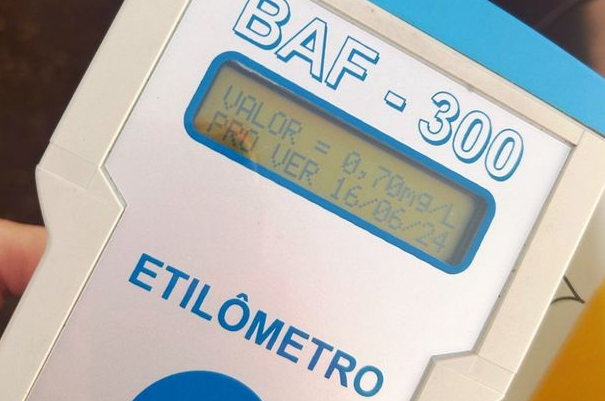 BAF - 300
VALOR = 0,70mg/L
PRO VER 16/06/24
ETILÔMETRO